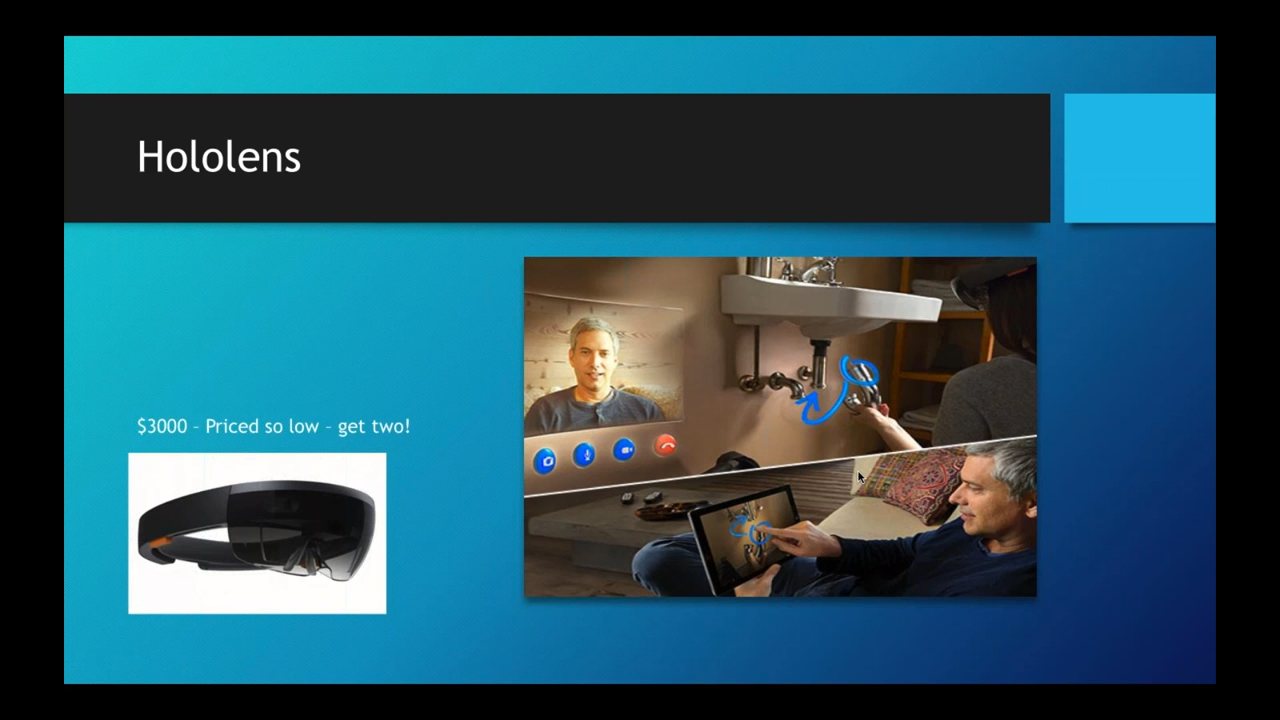 Hololens
$3000 – Priced so low – get two!